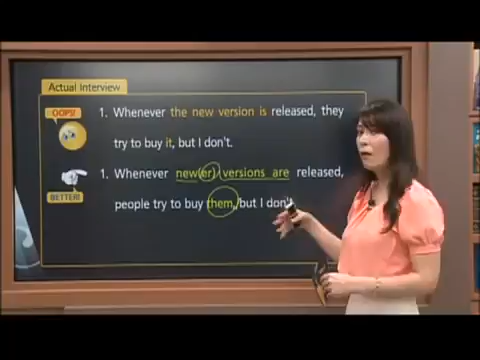 Actual Interview
OOPS!
1. Whenever the new version is released, they
try to buy it, but I don't.
1. Whenever new(er) versions are released,
BETTER!
people try to buy them, but I don't.